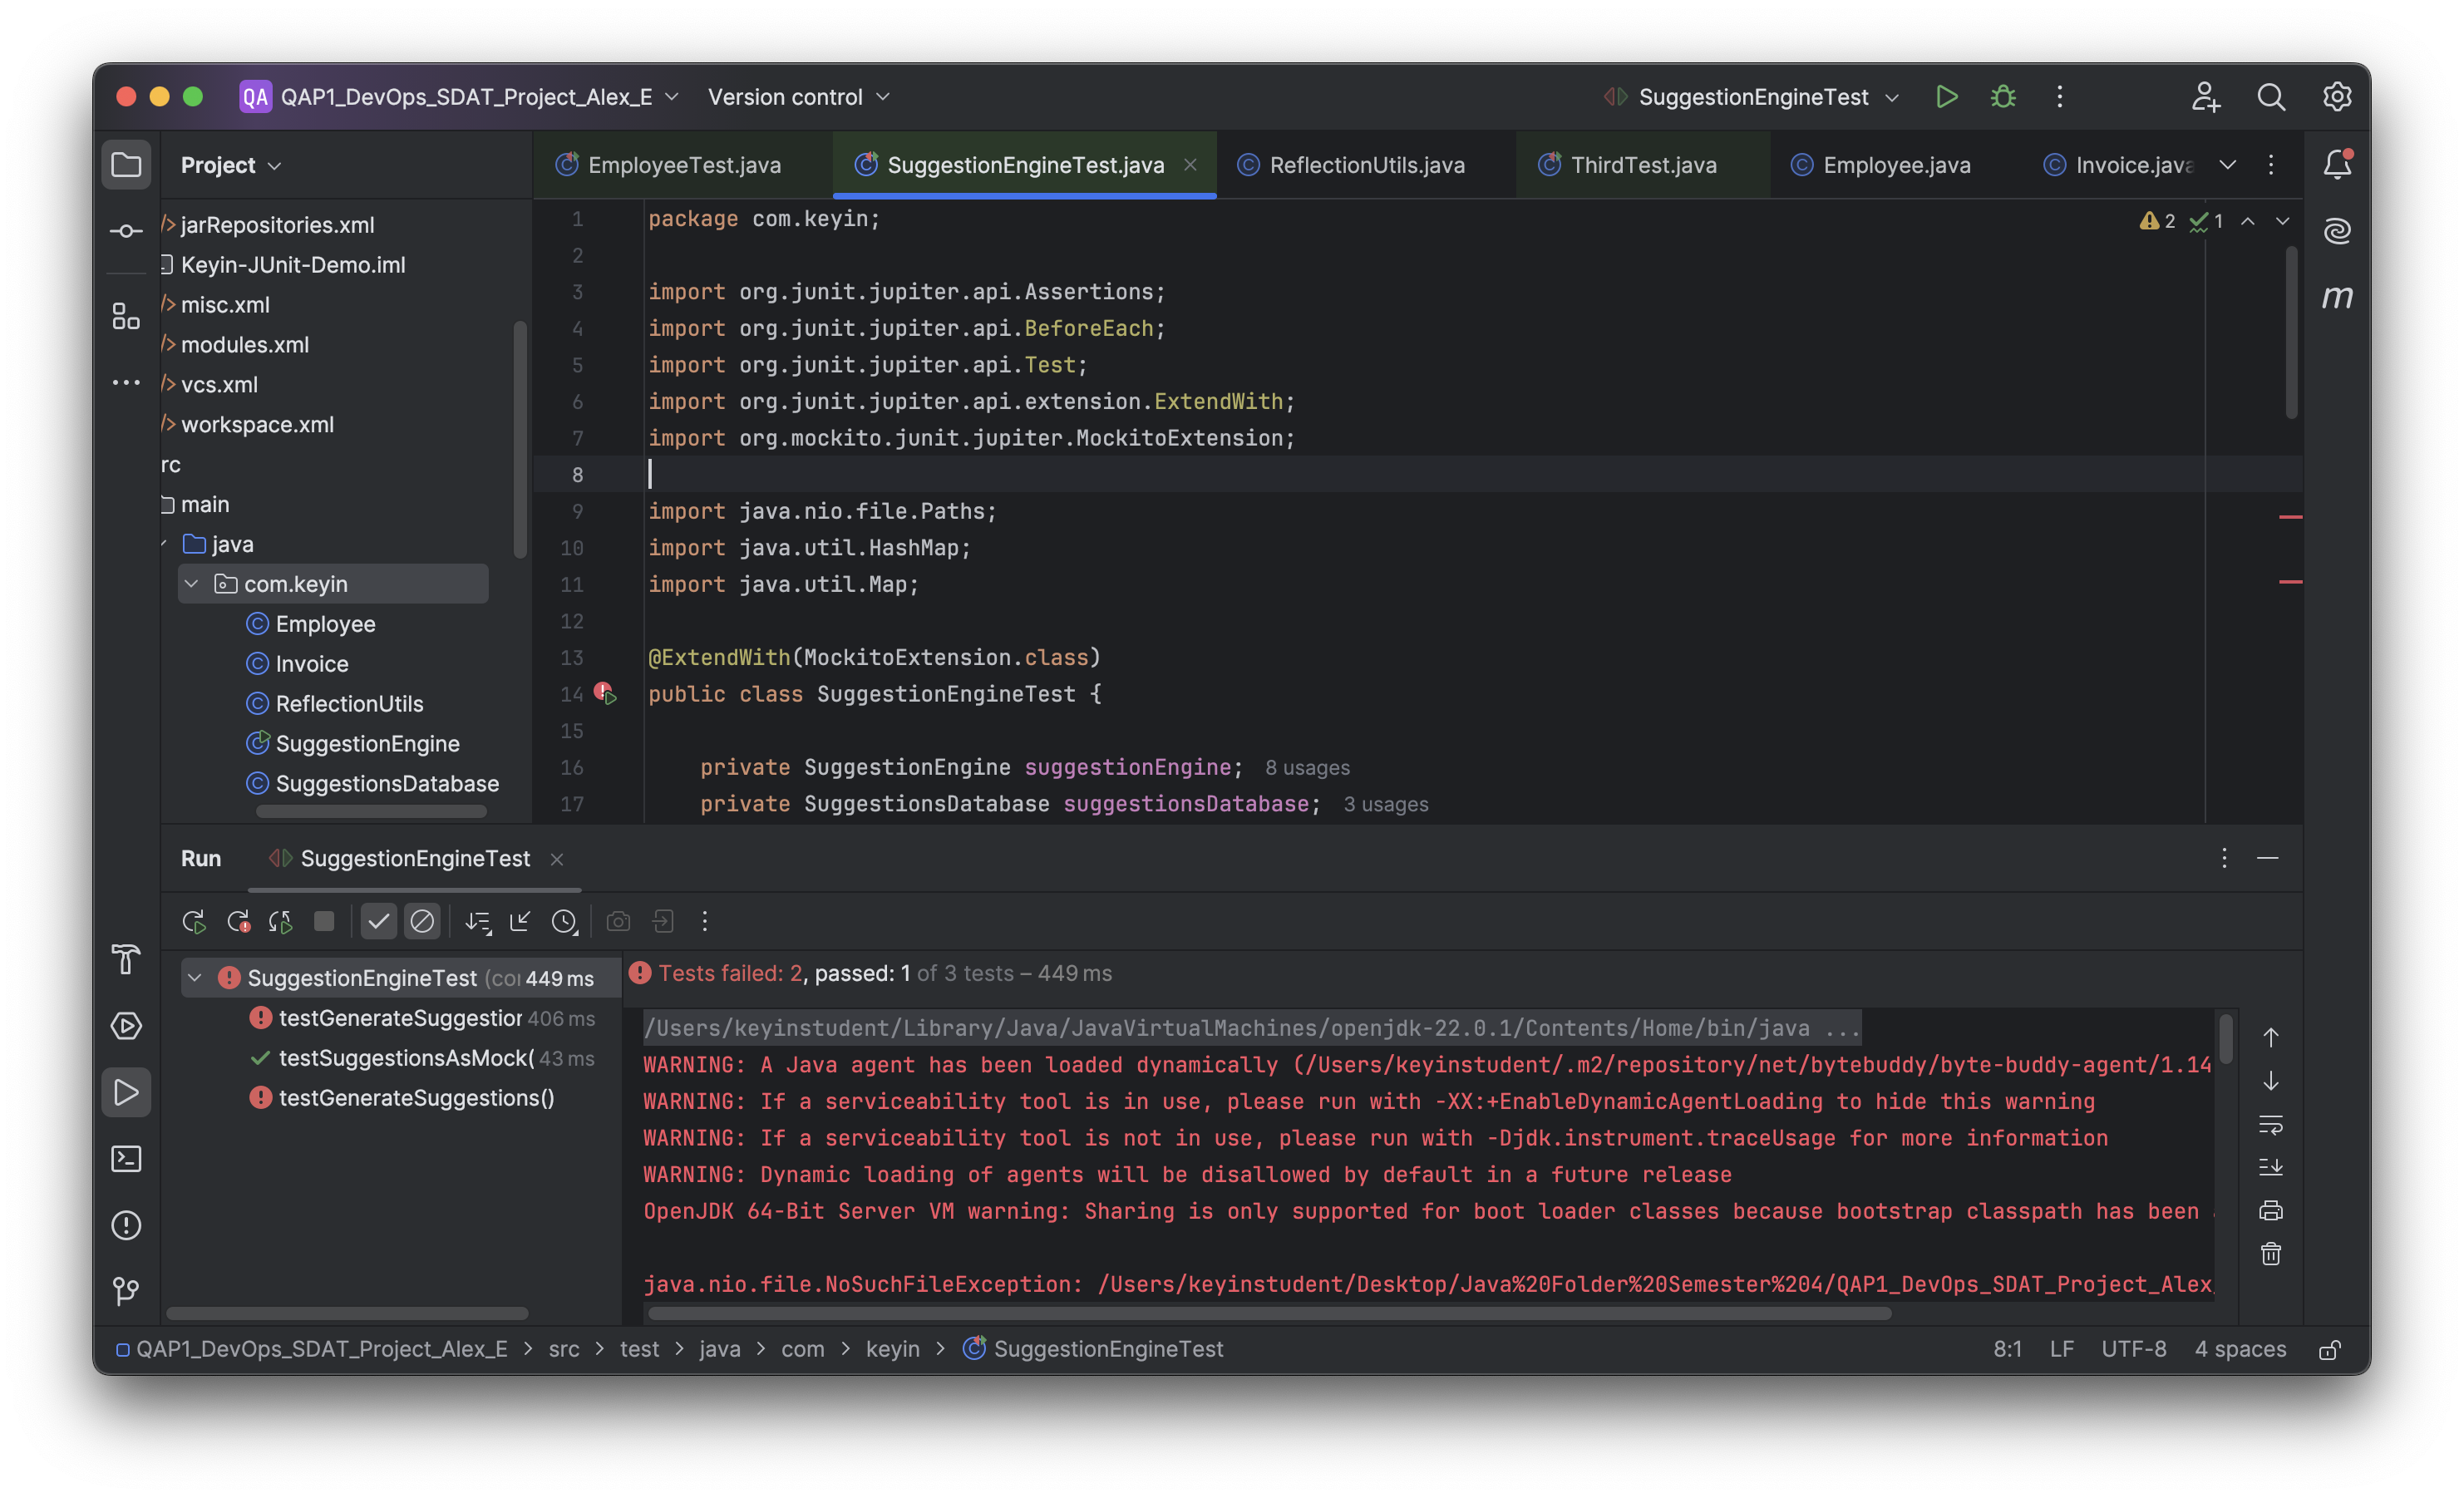 QA QAP1_DevOps_SDAT_Project_Alex_E Version control SuggestionEngineTest
Project
EmployeeTest.java SuggestionEngineTest.java ReflectionUtils.java ThirdTest.java Employee.java Invoice.java
jarRepositories.xml
Keyin-JUnit-Demo.iml
misc.xml
modules.xml
vcs.xml
workspace.xml
rc
main
java
com.keyin
Employee
Invoice
ReflectionUtils
SuggestionEngine
SuggestionsDatabase
2 1
1 package com.keyin;
2
3 import org.junit.jupiter.api.Assertions;
4 import org.junit.jupiter.api.BeforeEach;
5 import org.junit.jupiter.api.Test;
6 import org.junit.jupiter.api.extension.ExtendWith;
7 import org.mockito.junit.jupiter.MockitoExtension;
8
9 import java.nio.file.Paths;
10 import java.util.HashMap;
11 import java.util.Map;
12
13 @ExtendWith(MockitoExtension.class)
14 public class SuggestionEngineTest {
15
16 private SuggestionEngine suggestionEngine; 8 usages
17 private SuggestionsDatabase suggestionsDatabase; 3 usages
m
Run SuggestionEngineTest
SuggestionEngineTest (co 449 ms
testGenerateSuggestion 406 ms
testSuggestionsAsMock( 43 ms
testGenerateSuggestions()
Tests failed: 2, passed: 1 of 3 tests – 449 ms
/Users/keyinstudent/Library/Java/JavaVirtualMachines/openjdk-22.0.1/Contents/Home/bin/java ...
WARNING: A Java agent has been loaded dynamically (/Users/keyinstudent/.m2/repository/net/bytebuddy/byte-buddy-agent/1.14
WARNING: If a serviceability tool is in use, please run with -XX:+EnableDynamicAgentLoading to hide this warning
WARNING: If a serviceability tool is not in use, please run with -Djdk.instrument.traceUsage for more information
WARNING: Dynamic loading of agents will be disallowed by default in a future release
OpenJDK 64-Bit Server VM warning: Sharing is only supported for boot loader classes because bootstrap classpath has been
java.nio.file.NoSuchFileException: /Users/keyinstudent/Desktop/Java%20Folder%20Semester%204/QAP1_DevOps_SDAT_Project_Alex_
QAP1_DevOps_SDAT_Project_Alex_E > src > test > java > com > keyin > SuggestionEngineTest 8:1 LF UTF-8 4 spaces